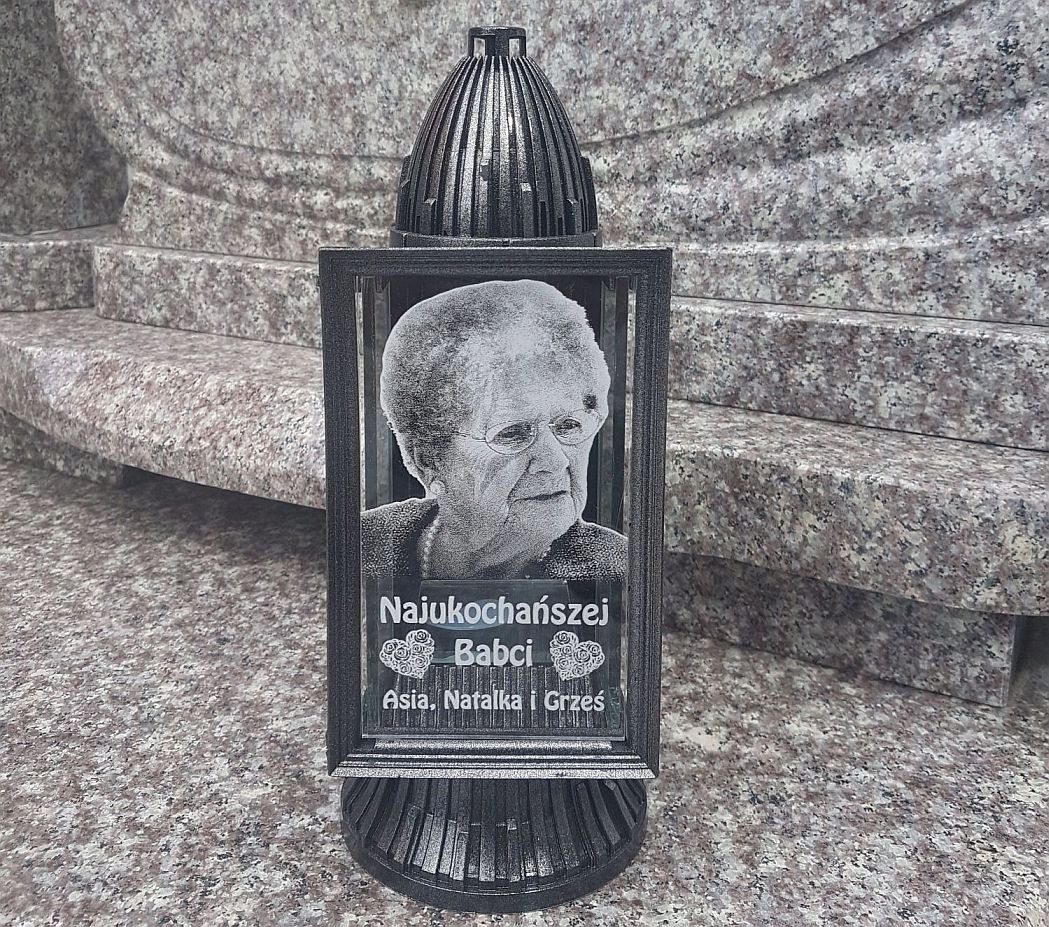 Najukochańszej
Babci
Asia, Natalka i Grześ